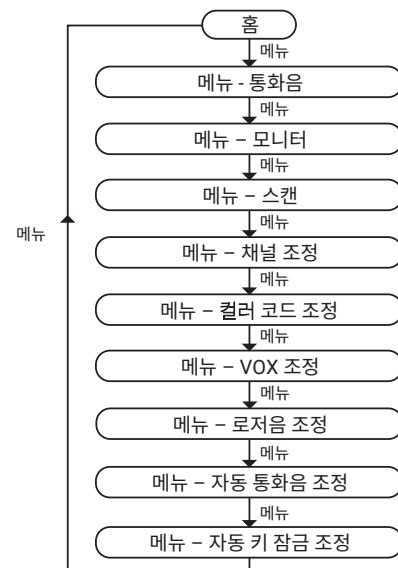 홈
메뉴
메뉴 - 통화음
메뉴
메뉴 – 모니터
메뉴
메뉴 – 스캔
메뉴
메뉴
메뉴 – 채널 조정
메뉴
메뉴 – 컬러 코드 조정
메뉴
메뉴 – VOX 조정
메뉴
메뉴 – 로저음 조정
메뉴
메뉴 – 자동 통화음 조정
메뉴
메뉴 – 자동 키 잠금 조정